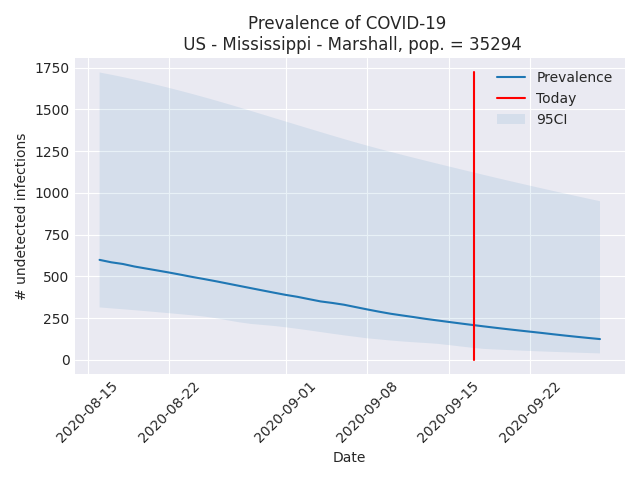 Prevalence of COVID-19
US - Mississippi - Marshall, pop. = 35294
1750
1500
1250
1000
750
500
250
0
# undetected infections
Prevalence
Today
95CI
2020-08-15
2020-08-22
2020-09-01
2020-09-08
2020-09-15
2020-09-22
Date